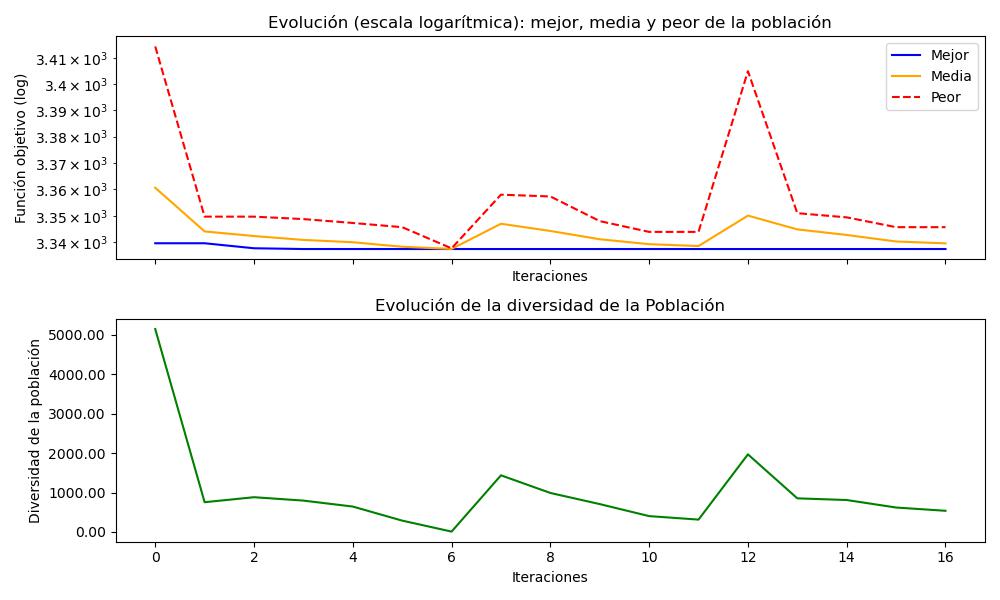 Evolución (escala logarítmica): mejor, media y peor de la población
Función objetivo (log)
3.41 × 10³
3.4 × 10³
3.39 × 10³
3.38 × 10³
3.37 × 10³
3.36 × 10³
3.35 × 10³
3.34 × 10³
Mejor
Media
Peor
Iteraciones
Evolución de la diversidad de la Población
Diversidad de la población
5000.00
4000.00
3000.00
2000.00
1000.00
0.00
0 2 4 6 8 10 12 14 16
Iteraciones